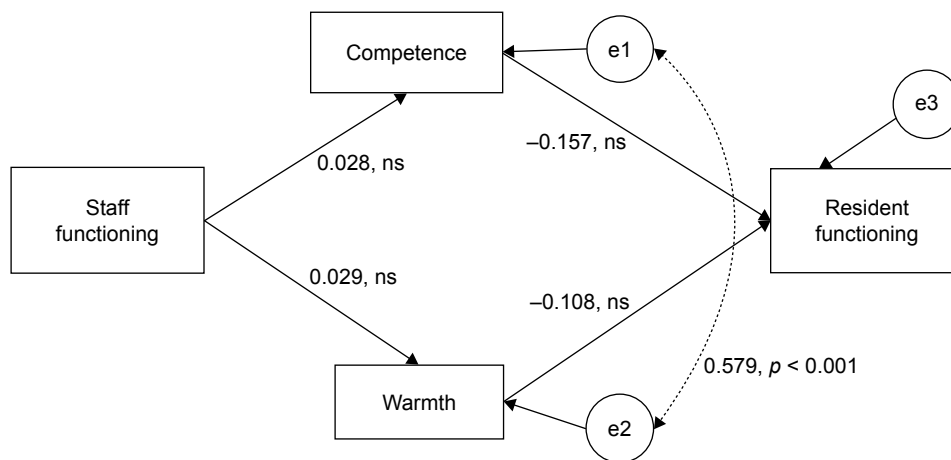 Competence
e1
e3
–0.157, ns
0.028, ns
Staff
functioning
Resident
functioning
0.029, ns
–0.108, ns
0.579, p < 0.001
Warmth
e2